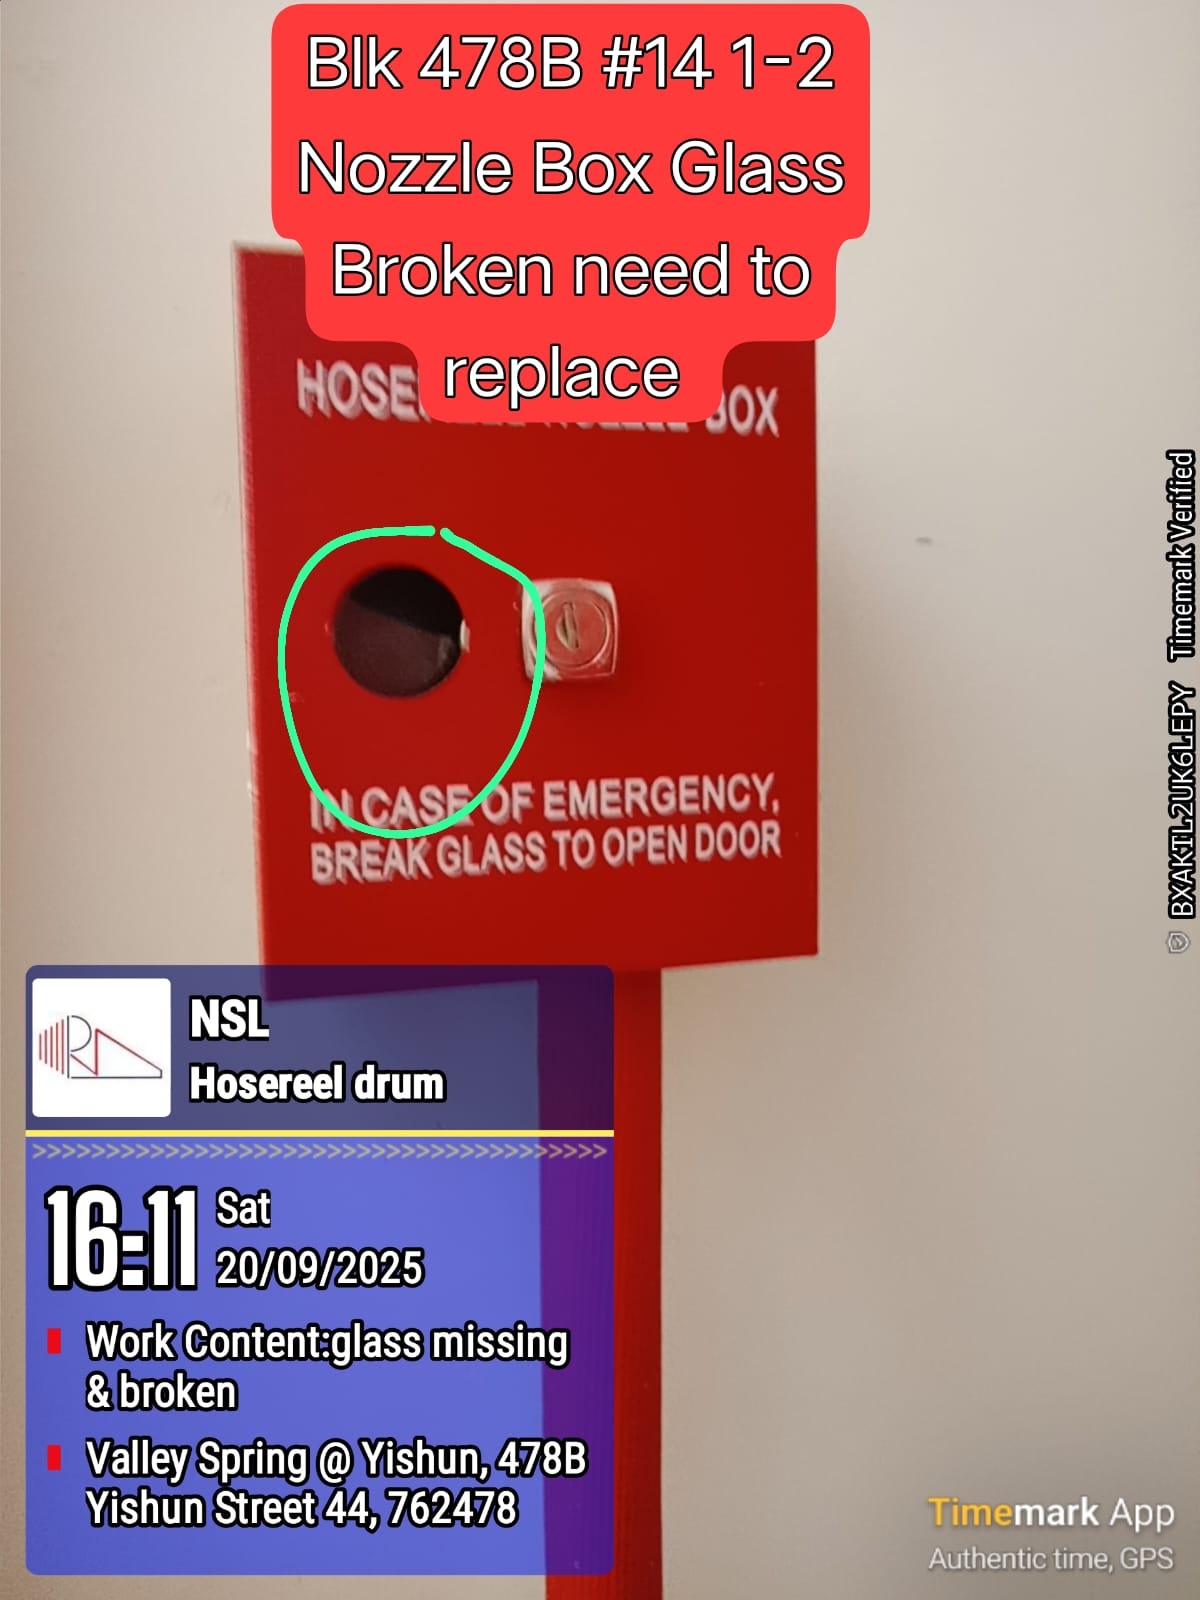 Blk 478B #14 1-2
Nozzle Box Glass
Broken need to
replace
HOSEREEL NOZZLE BOX
IN CASE OF EMERGENCY,
BREAK GLASS TO OPEN DOOR
NSL
Hosereel drum
>>>>>>>>>>>>>>>>>>>>>>>>>>>>>>>>>>>>>>>
16:11
Sat
20/09/2025
Work Content:glass missing
& broken
Valley Spring @ Yishun, 478B
Yishun Street 44, 762478
BXAKTL2UK6LEPY Timemark Verified
Timemark App
Authentic time, GPS